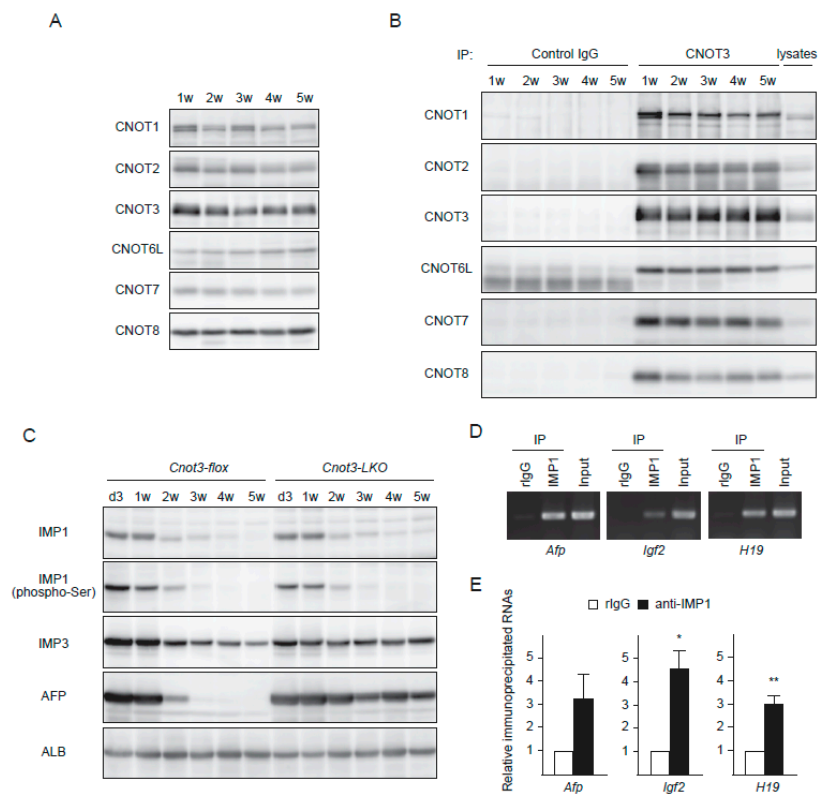 A
1w 2w 3w 4w 5w
CNOT1
CNOT2
CNOT3
CNOT6L
CNOT7
CNOT8
B
IP: Control IgG CNOT3 lysates
1w 2w 3w 4w 5w 1w 2w 3w 4w 5w
CNOT1
CNOT2
CNOT3
CNOT6L
CNOT7
CNOT8
C
Cnot3-flox Cnot3-LKO
d3 1w 2w 3w 4w 5w d3 1w 2w 3w 4w 5w
IMP1
IMP1
(phospho-Ser)
IMP3
AFP
ALB
D
IP IP IP
rIgG IMP1 Input rIgG IMP1 Input rIgG IMP1 Input
Afp Igf2 H19
E
rIgG anti-IMP1
Relative immunoprecipitated RNAs
5 5 5
4 4 4
3 3 3
2 2 2
1 1 1
* **
Afp Igf2 H19